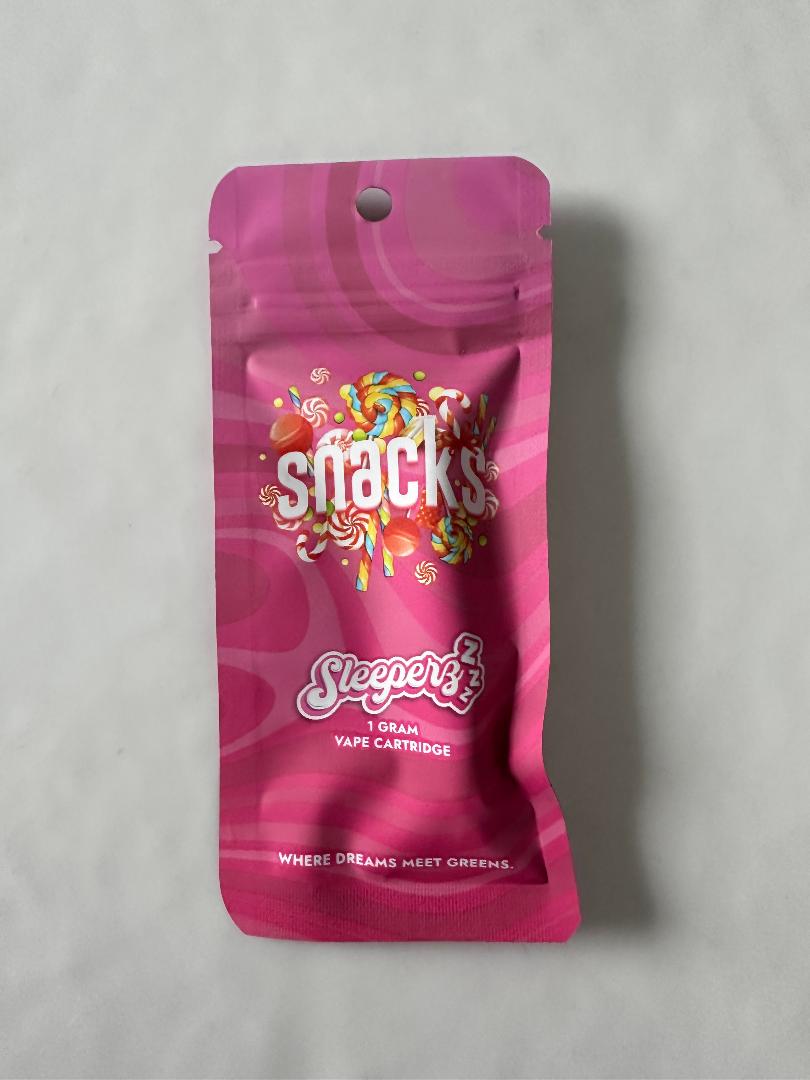 snacks
Sleeperz
ZZZ
1 GRAM
VAPE CARTRIDGE
WHERE DREAMS MEET GREENS.